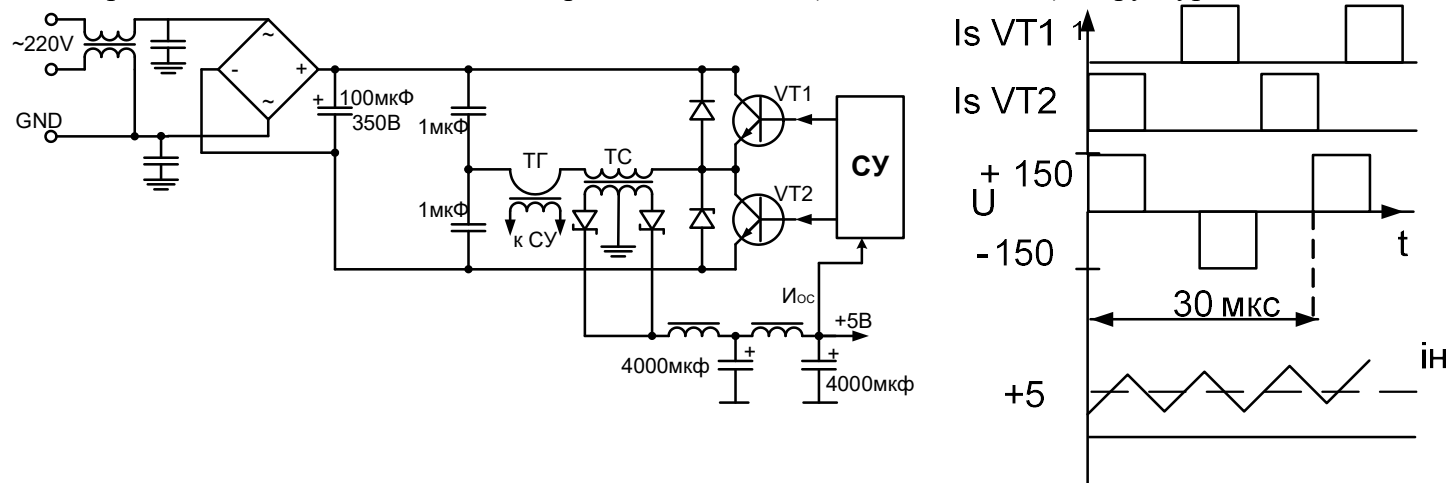 ~220V
GND
~
-
+
~
+
100мкФ
350В
1мкФ
1мкФ
ТГ
к СУ
ТС
VT1
VT2
СУ
Иос
+5В
+
4000мкф
+
4000мкф
Is VT1
1
Is VT2
+ 150
U
-150
t
30 мкс
+5
iн